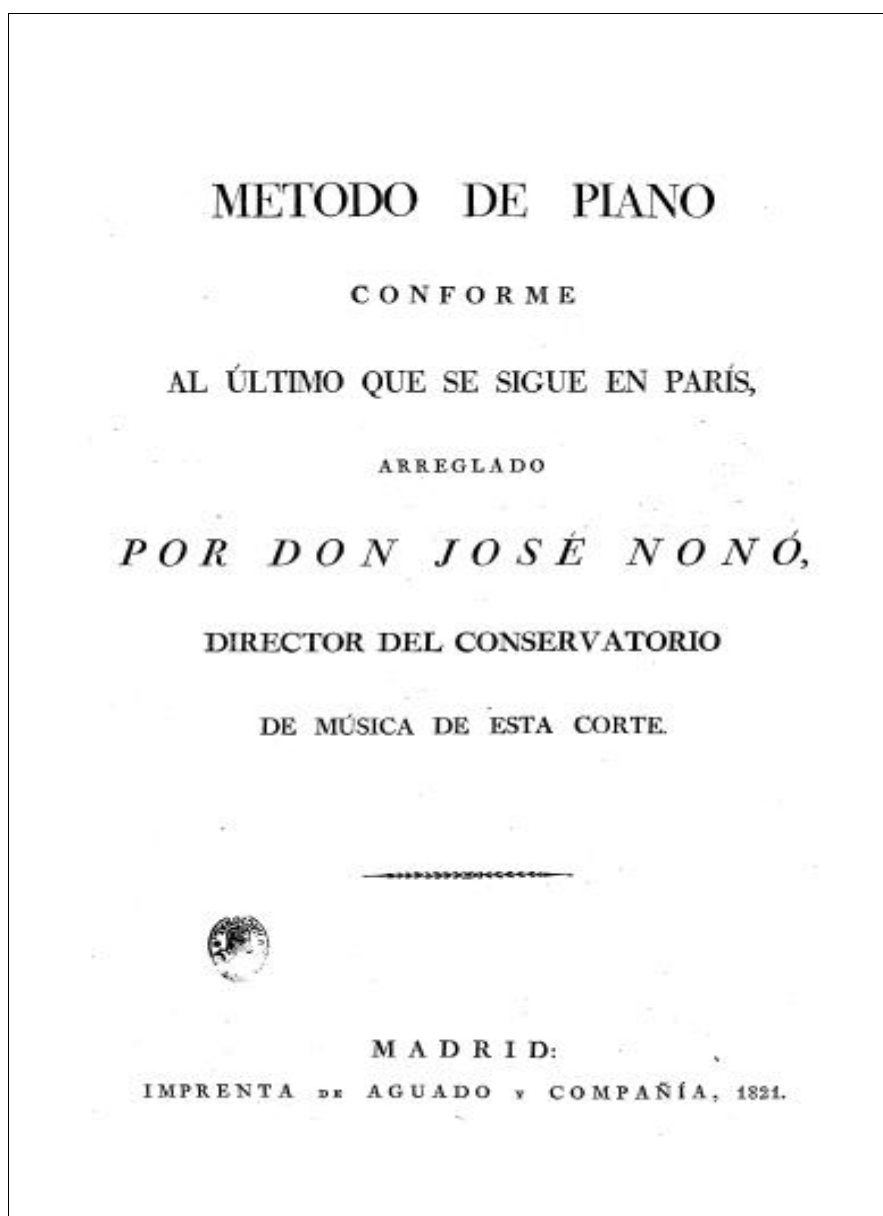 METODO DE PIANO
CONFORME
AL ÚLTIMO QUE SE SIGUE EN PARÍS,
ARREGLADO
POR DON JOSÉ NONÓ,
DIRECTOR DEL CONSERVATORIO
DE MÚSICA DE ESTA CORTE.
MADRID:
IMPRENTA DE AGUADO Y COMPAÑÍA, 1821.